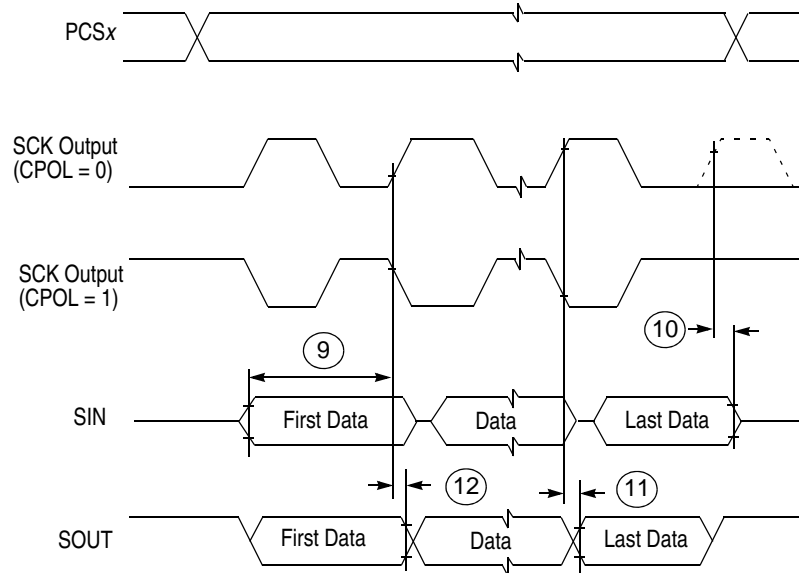 PCSx
SCK Output
(CPOL = 0)
SCK Output
(CPOL = 1)
10
9
SIN
First Data
Data
Last Data
12
11
SOUT
First Data
Data
Last Data